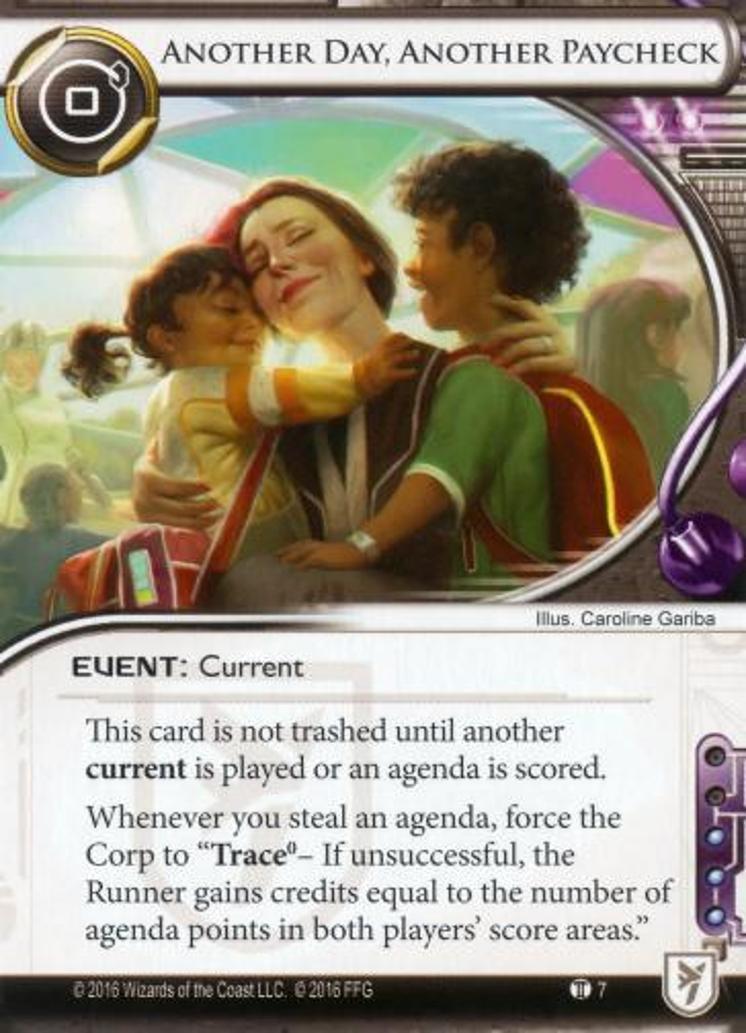 ANOTHER DAY, ANOTHER PAYCHECK
Illus. Caroline Gariba
EVENT: Current
This card is not trashed until another
current is played or an agenda is scored.
Whenever you steal an agenda, force the
Corp to “Trace⁰– If unsuccessful, the
Runner gains credits equal to the number of
agenda points in both players’ score areas.”
© 2016 Wizards of the Coast LLC. © 2016 FFG
7